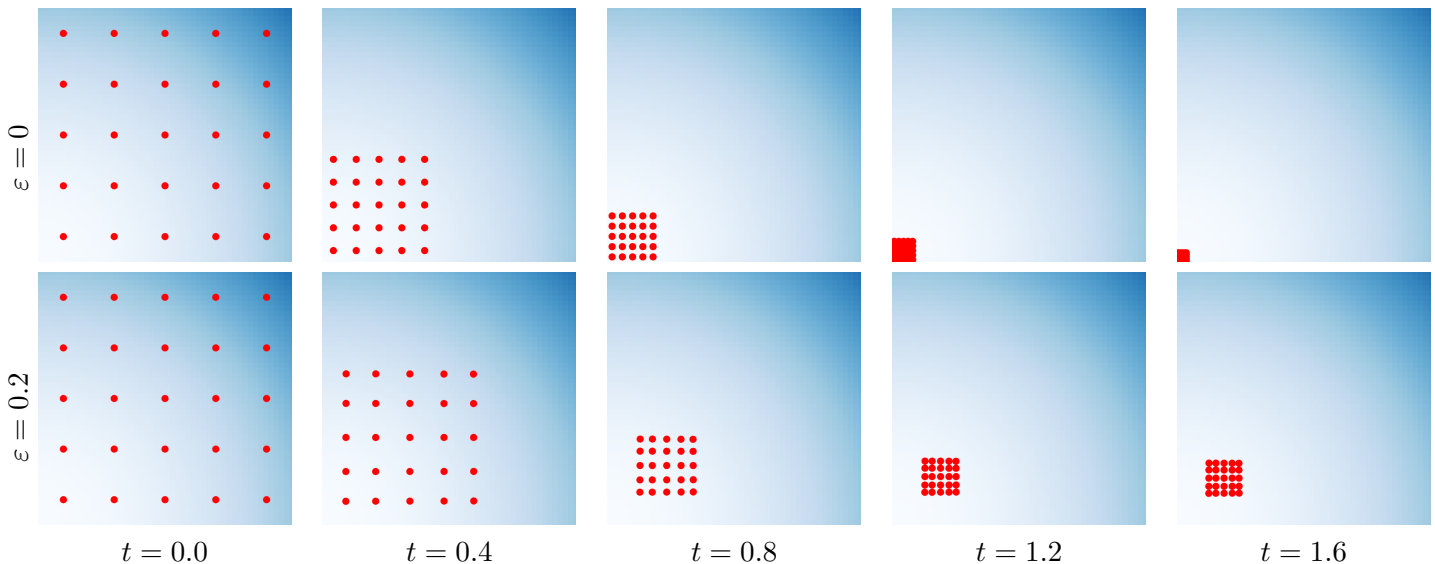 ε = 0
ε = 0.2
t = 0.0
t = 0.4
t = 0.8
t = 1.2
t = 1.6